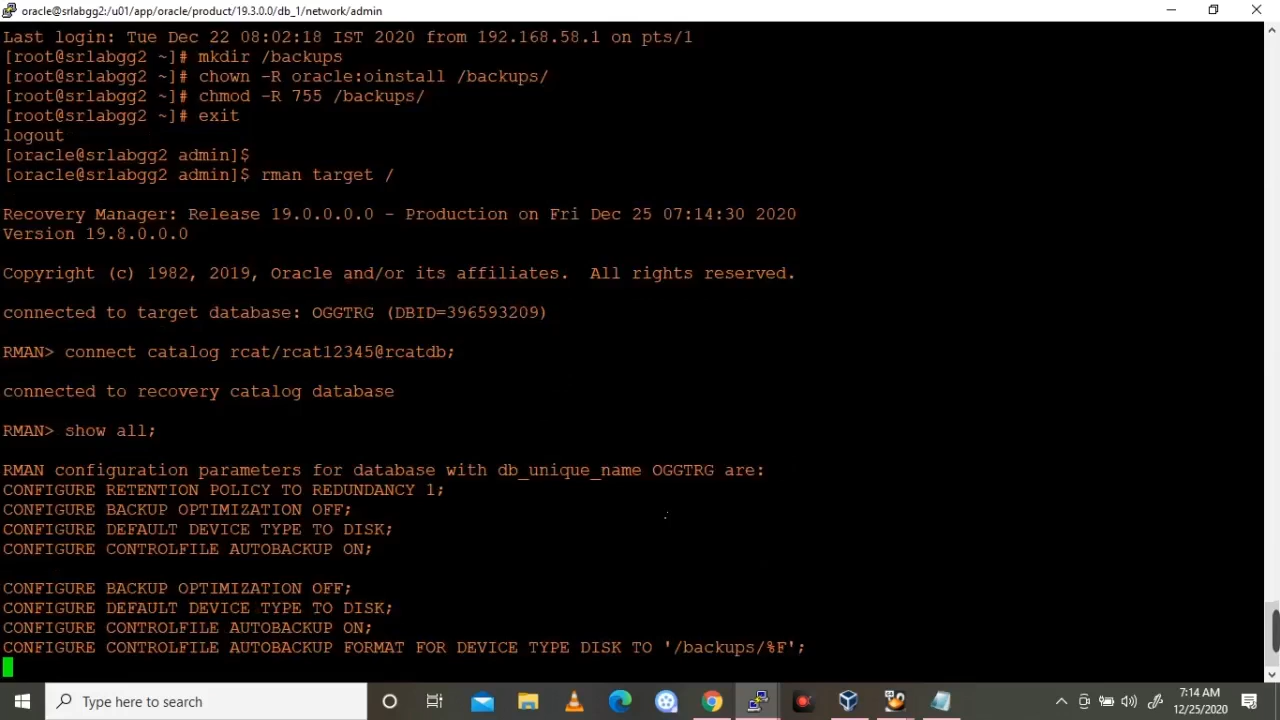 oracle@srlabgg2:/u01/app/oracle/product/19.3.0.0/db_1/network/admin
Last login: Tue Dec 22 08:02:18 IST 2020 from 192.168.58.1 on pts/1
[root@srlabgg2 ~]# mkdir /backups
[root@srlabgg2 ~]# chown -R oracle:oinstall /backups/
[root@srlabgg2 ~]# chmod -R 755 /backups/
[root@srlabgg2 ~]# exit
logout
[oracle@srlabgg2 admin]$
[oracle@srlabgg2 admin]$ rman target /
Recovery Manager: Release 19.0.0.0.0 - Production on Fri Dec 25 07:14:30 2020
Version 19.8.0.0.0
Copyright (c) 1982, 2019, Oracle and/or its affiliates.  All rights reserved.
connected to target database: OGGTRG (DBID=396593209)
RMAN> connect catalog rcat/rcat12345@rcatdb;
connected to recovery catalog database
RMAN> show all;
RMAN configuration parameters for database with db_unique_name OGGTRG are:
CONFIGURE RETENTION POLICY TO REDUNDANCY 1;
CONFIGURE BACKUP OPTIMIZATION OFF;
CONFIGURE DEFAULT DEVICE TYPE TO DISK;
CONFIGURE CONTROLFILE AUTOBACKUP ON;
CONFIGURE BACKUP OPTIMIZATION OFF;
CONFIGURE DEFAULT DEVICE TYPE TO DISK;
CONFIGURE CONTROLFILE AUTOBACKUP ON;
CONFIGURE CONTROLFILE AUTOBACKUP FORMAT FOR DEVICE TYPE DISK TO '/backups/%F';
Type here to search
7:14 AM
12/25/2020